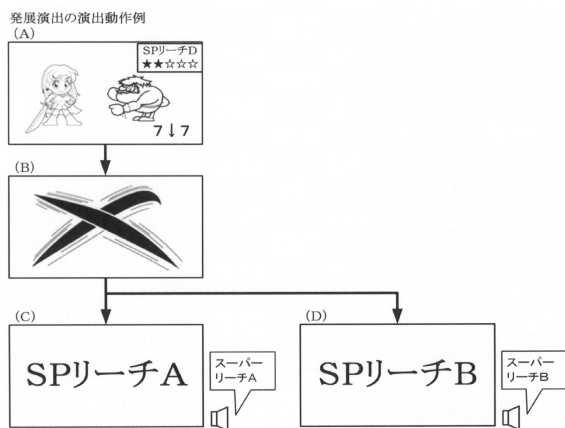 発展演出の演出動作例
(A)
SPリーチD
★★☆☆☆
7↓7
(B)
(C)
SPリーチA
スーパー
リーチA
(D)
SPリーチB
スーパー
リーチB